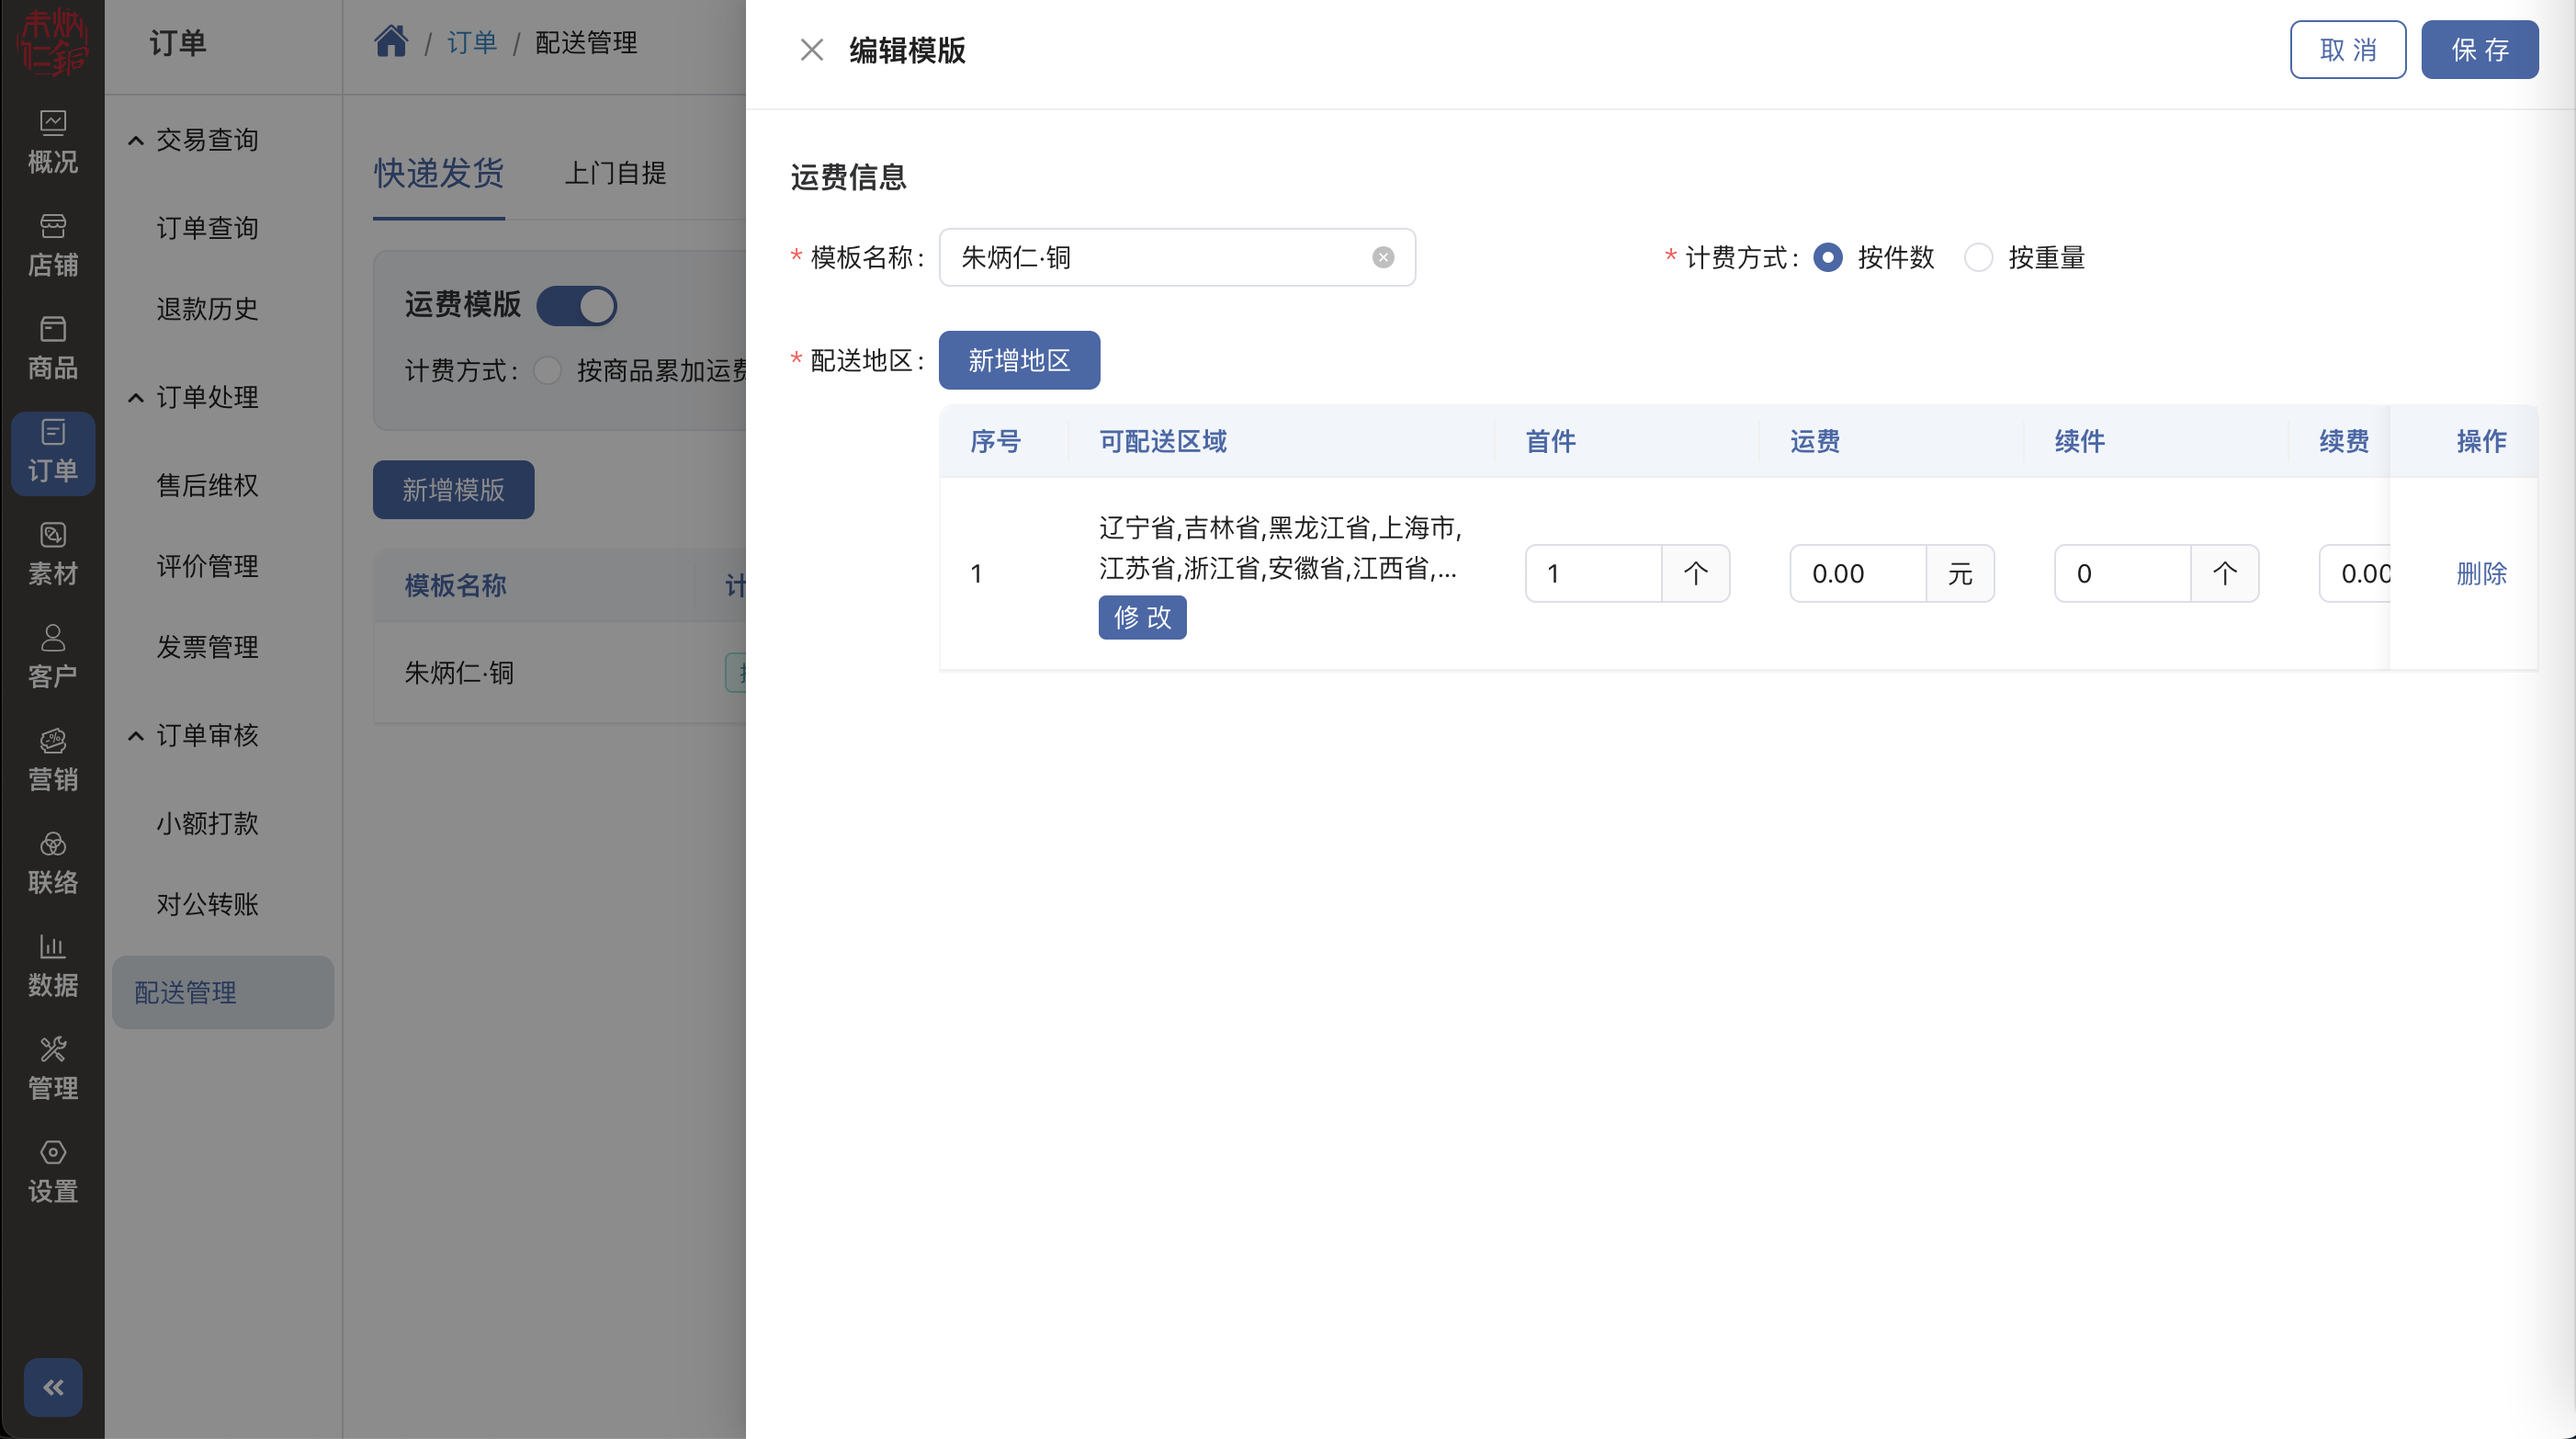 朱炳仁銅
概况
店铺
商品
订单
素材
客户
营销
联络
数据
管理
设置
订单
交易查询
订单查询
退款历史
订单处理
售后维权
评价管理
发票管理
订单审核
小额打款
对公转账
配送管理
/ 订单 / 配送管理
快递发货 上门自提
运费模版
计费方式: 按商品累加运费
新增模版
模板名称 计
朱炳仁·铜
编辑模版
取消 保存
运费信息
* 模板名称: 朱炳仁·铜 * 计费方式: 按件数 按重量
* 配送地区: 新增地区
序号 可配送区域 首件 运费 续件 续费 操作
1 辽宁省,吉林省,黑龙江省,上海市,
江苏省,浙江省,安徽省,江西省,...
修改
1 个 0.00 元 0 个 0.00 删除